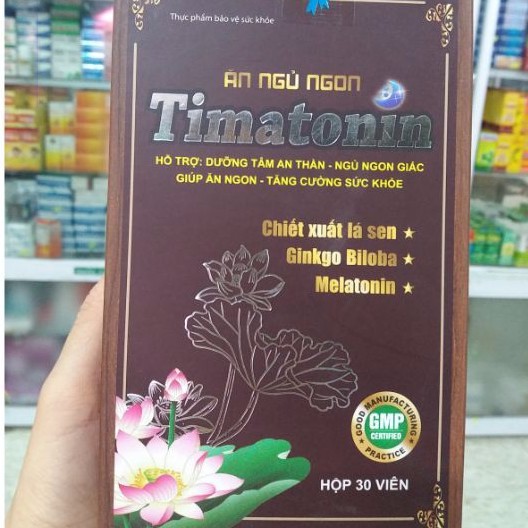 Thực phẩm bảo vệ sức khỏe
ĂN NGỦ NGON
Timatonin
HỖ TRỢ: DƯỠNG TÂM AN THẦN - NGỦ NGON GIẤC
GIÚP ĂN NGON - TĂNG CƯỜNG SỨC KHỎE
Chiết xuất lá sen
Ginkgo Biloba
Melatonin
GOOD MANUFACTURING
GMP
CERTIFIED
PRACTICE
HỘP 30 VIÊN